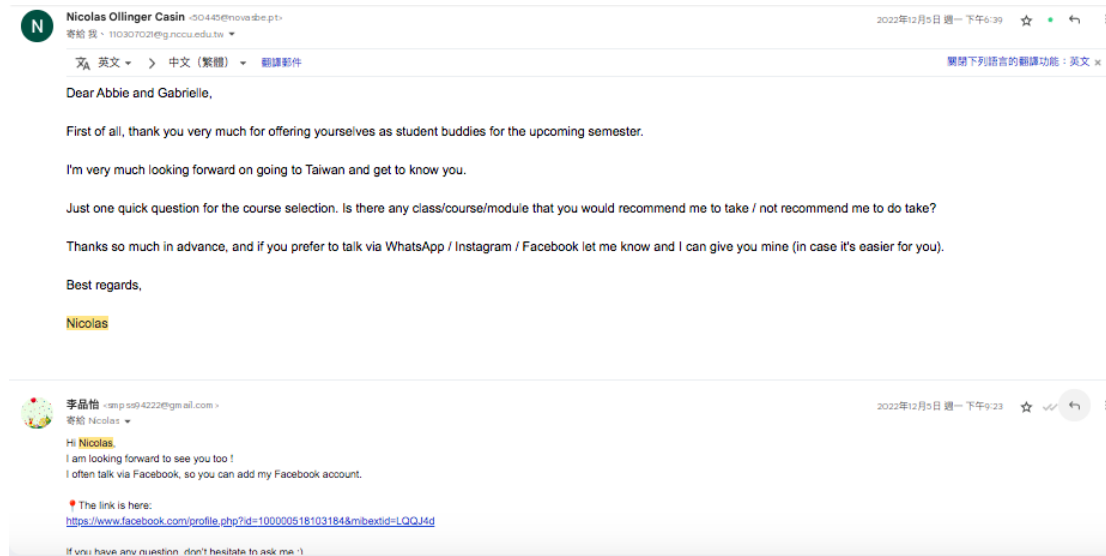 N
Nicolas Ollinger Casin <50445@novasbe.pt>
2022年12月5日 週一 下午6:39
寄給 我、 110307021@g.nccu.edu.tw
英文 > 中文（繁體） 翻譯郵件
關閉下列語言的翻譯功能：英文 ×
Dear Abbie and Gabrielle,
First of all, thank you very much for offering yourselves as student buddies for the upcoming semester.
I'm very much looking forward on going to Taiwan and get to know you.
Just one quick question for the course selection. Is there any class/course/module that you would recommend me to take / not recommend me to do take?
Thanks so much in advance, and if you prefer to talk via WhatsApp / Instagram / Facebook let me know and I can give you mine (in case it's easier for you).
Best regards,
Nicolas
李品怡 <smpss94222@gmail.com>
2022年12月5日 週一 下午9:23
寄給 Nicolas
Hi Nicolas,
I am looking forward to see you too !
I often talk via Facebook, so you can add my Facebook account.
📍The link is here:
https://www.facebook.com/profile.php?id=100000518103184&mibextid=LQQJ4d
If you have any question, don't hesitate to ask me :)